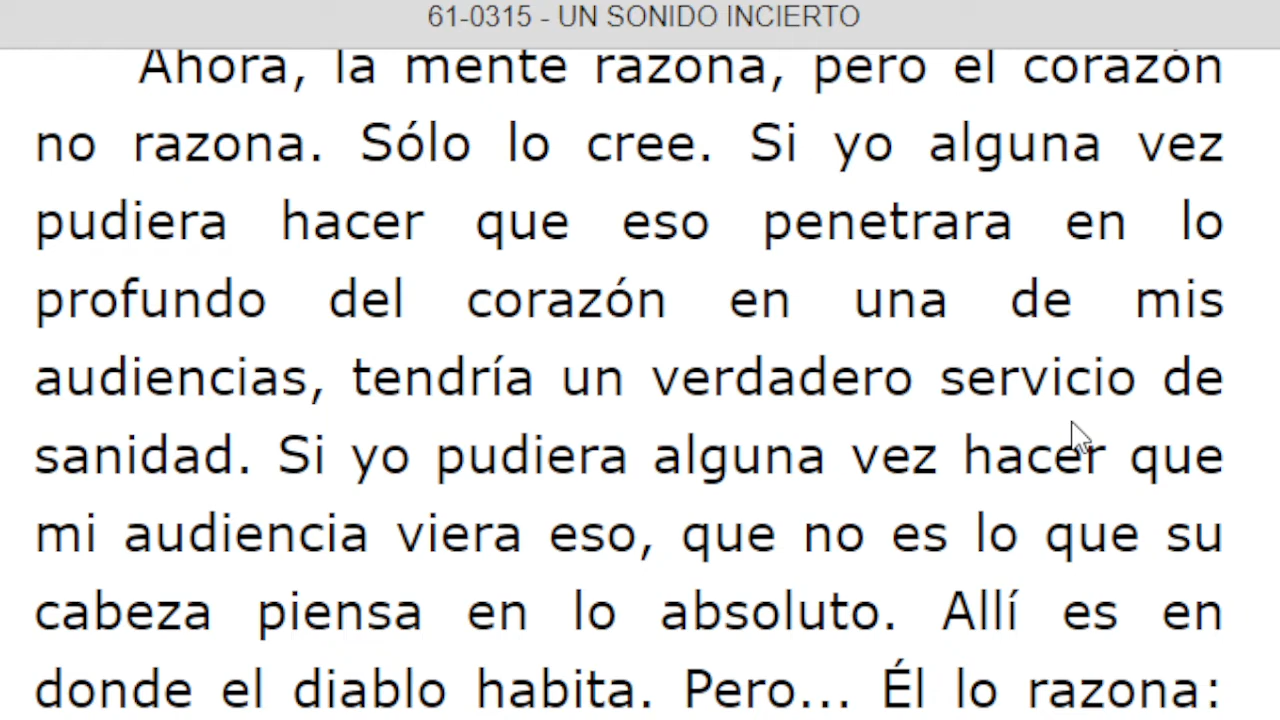 61-0315 - UN SONIDO INCIERTO
Ahora, la mente razona, pero el corazón
no razona. Sólo lo cree. Si yo alguna vez
pudiera hacer que eso penetrara en lo
profundo del corazón en una de mis
audiencias, tendría un verdadero servicio de
sanidad. Si yo pudiera alguna vez hacer que
mi audiencia viera eso, que no es lo que su
cabeza piensa en lo absoluto. Allí es en
donde el diablo habita. Pero... Él lo razona: